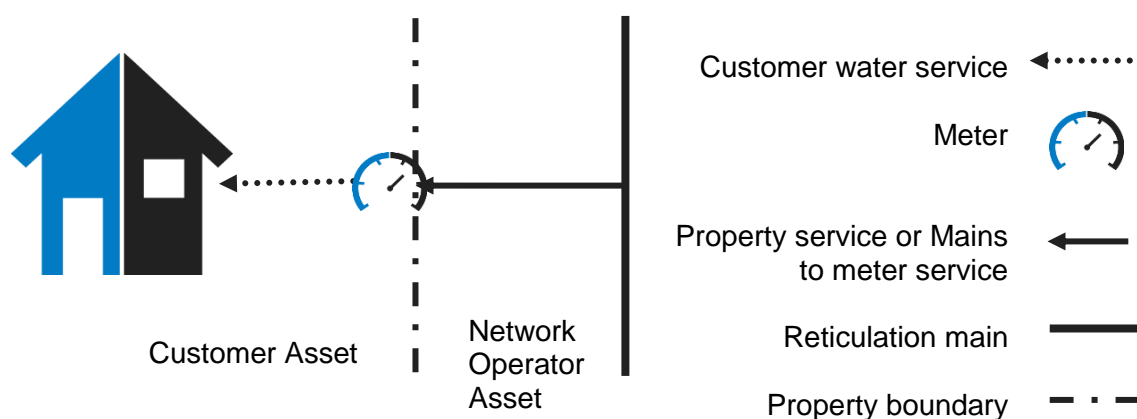 Customer water service
Meter
Property service or Mains
to meter service
Reticulation main
Property boundary
Customer Asset
Network
Operator
Asset